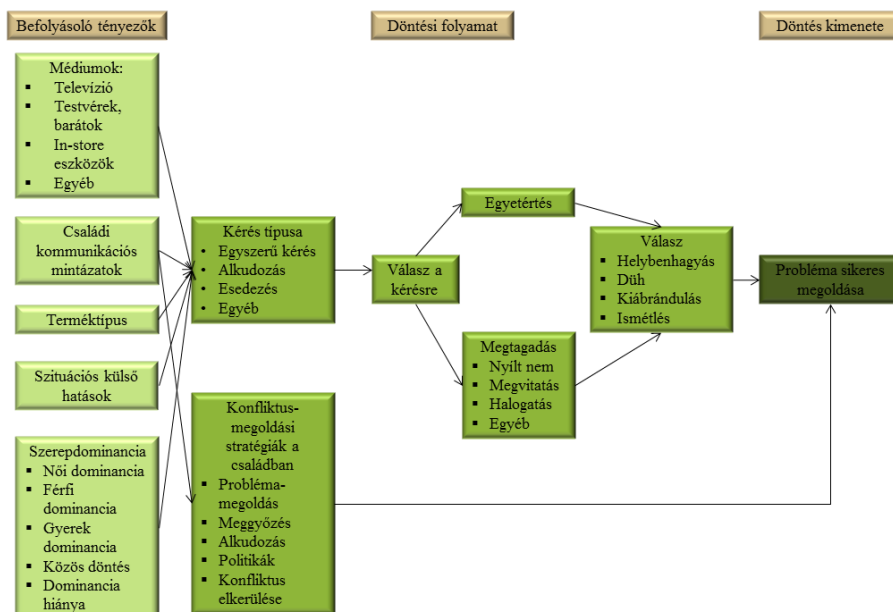 Befolyásoló tényezők
Döntési folyamat
Döntés kimenete
Médiumok:
▪ Televízió
▪ Testvérek,
barátok
▪ In-store
eszközök
▪ Egyéb
Családi
kommunikációs
mintázatok
Terméktípus
Szituációs külső
hatások
Szerepdominancia
▪ Női dominancia
▪ Férfi
dominancia
▪ Gyerek
dominancia
▪ Közös döntés
▪ Dominancia
hiánya
Kérés típusa
• Egyszerű kérés
• Alkudozás
• Esedezés
• Egyéb
Konfliktus-
megoldási
stratégiák a
családban
▪ Probléma-
megoldás
▪ Meggyőzés
▪ Alkudozás
▪ Politikák
▪ Konfliktus
elkerülése
Válasz a
kérésre
Egyetértés
Megtagadás
▪ Nyílt nem
▪ Megvitatás
▪ Halogatás
▪ Egyéb
Válasz
▪ Helybenhagyás
▪ Düh
▪ Kiábrándulás
▪ Ismétlés
Probléma sikeres
megoldása